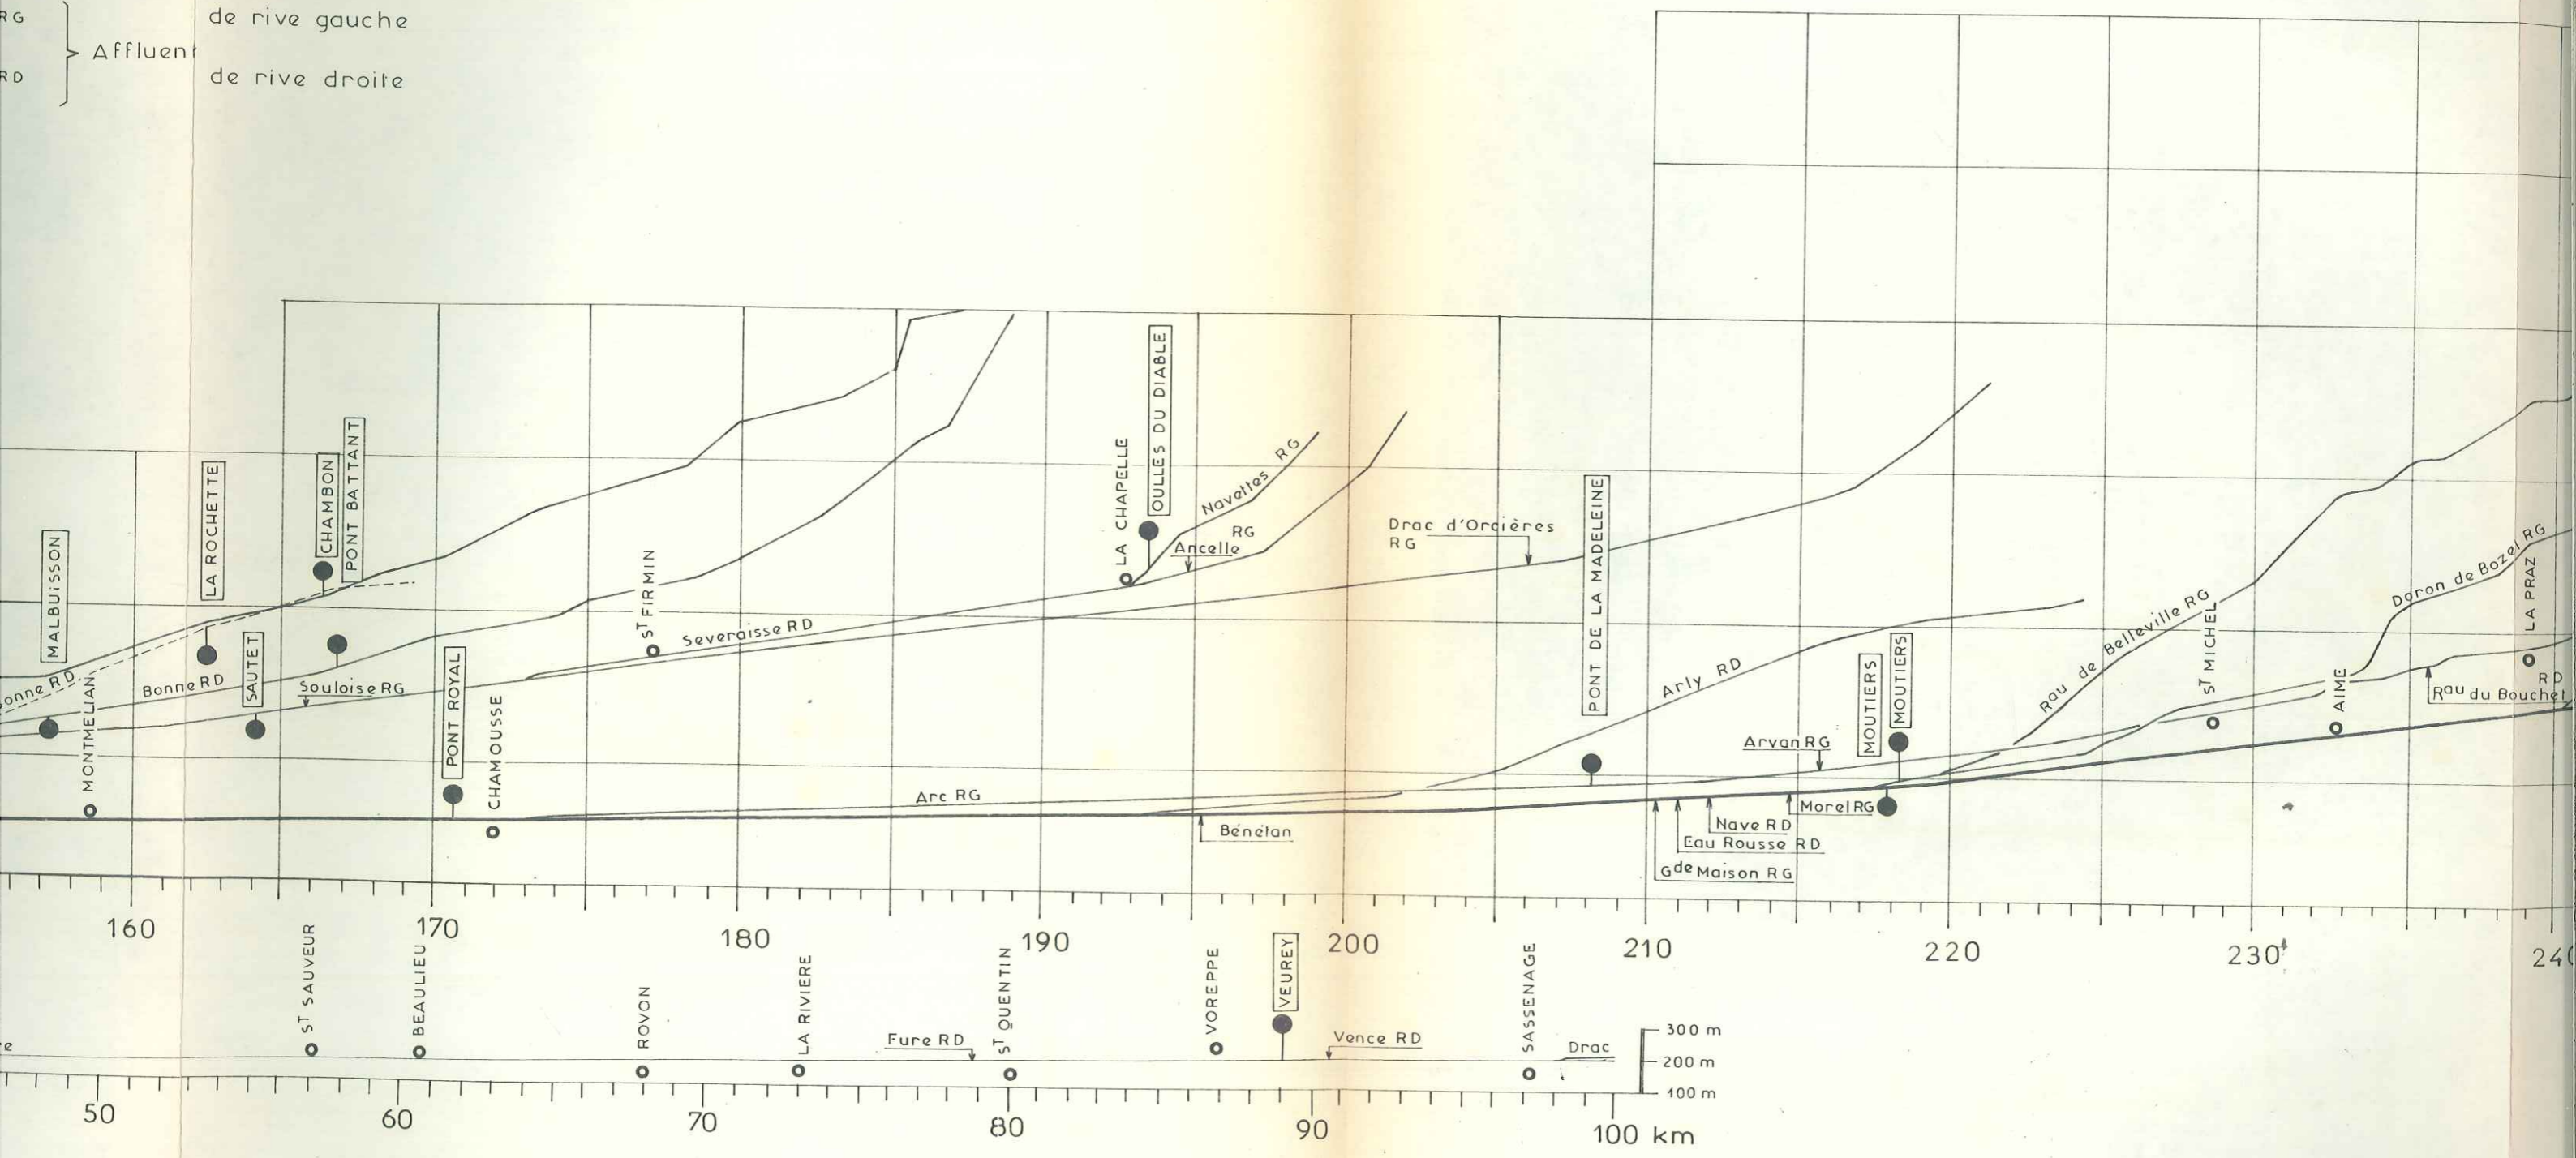 RG
de rive gauche
Affluent
RD
de rive droite
MALBUISSON
MONTMELIAN
LA ROCHETTE
SAUTET
CHAMBON
PONT BATTANT
Bonne RD
Souloise RG
PONT ROYAL
CHAMOUSSE
ST FIRMIN
Severaisse RD
Arc RG
LA CHAPELLE
OULLES DU DIABLE
Navettes RG
RG
Ancelle
Bénétan
Drac d'Orcières
RG
PONT DE LA MADELEINE
Arly RD
Arvan RG
MOUTIERS
MOUTIERS
Morel RG
Nave RD
Eau Rousse RD
Gde Maison RG
Rau de Belleville RG
ST MICHEL
AIME
Doron de Bozel RG
LA PRAZ
RD
Rau du Bouchet
160
170
180
190
200
210
220
230
240
ST SAUVEUR
BEAULIEU
ROVON
LA RIVIERE
Fure RD
ST QUENTIN
VOREPPE
VEUREY
Vence RD
SASSENAGE
Drac
300 m
200 m
100 m
50
60
70
80
90
100 km